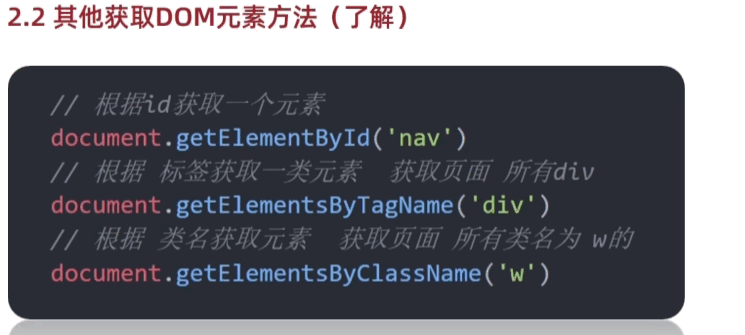 2.2 其他获取DOM元素方法（了解）
// 根据id获取一个元素
document.getElementById('nav')
// 根据 标签获取一类元素  获取页面 所有div
document.getElementsByTagName('div')
// 根据 类名获取元素  获取页面 所有类名为 w的
document.getElementsByClassName('w')